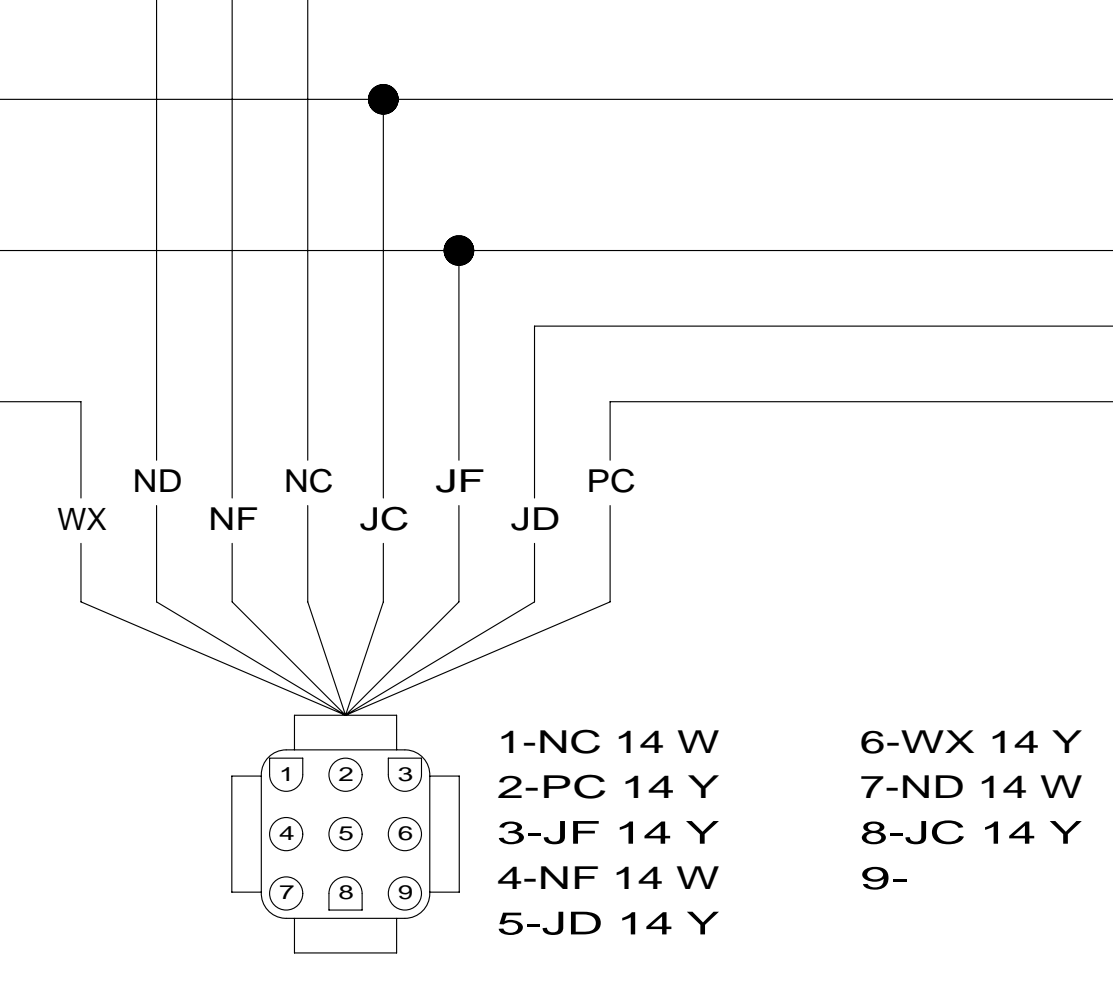 ND
NC
JF
PC
WX
NF
JC
JD
1-NC 14 W
2-PC 14 Y
3-JF 14 Y
4-NF 14 W
5-JD 14 Y
6-WX 14 Y
7-ND 14 W
8-JC 14 Y
9-
1 2 3
4 5 6
7 8 9